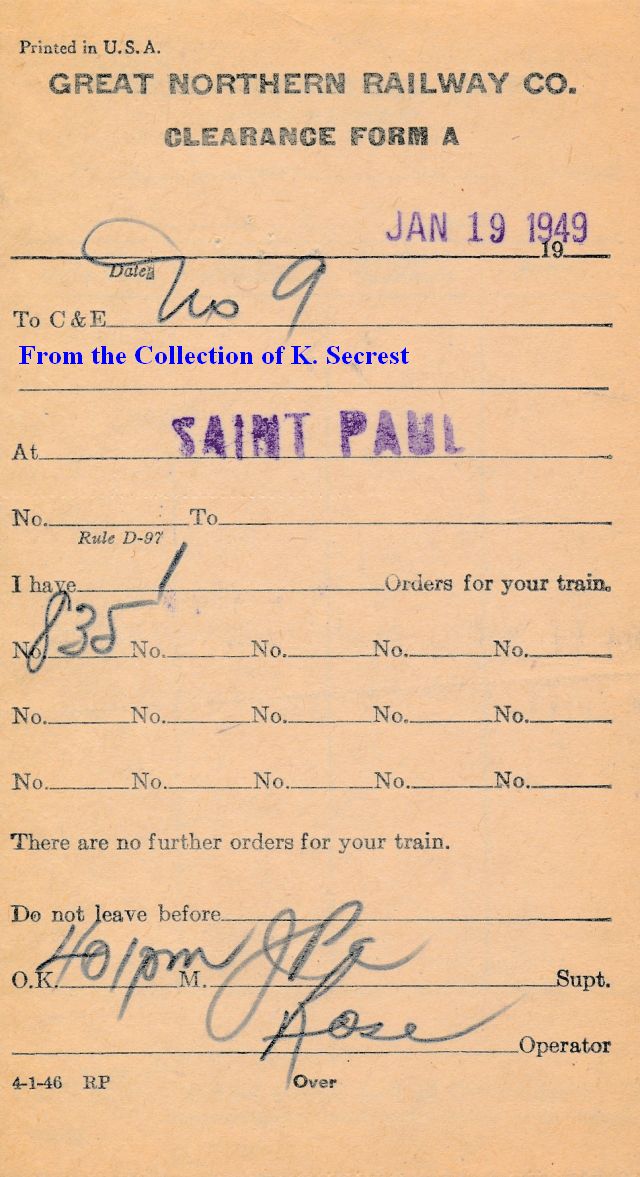 Printed in U.S.A.
GREAT NORTHERN RAILWAY CO.
CLEARANCE FORM A
JAN 19 1949
19
Date
To C & E No 9
From the Collection of K. Secrest
At SAINT PAUL
No. To
Rule D-97
I have 1 Orders for your train.
No. 835 No. No. No. No.
No. No. No. No. No.
No. No. No. No. No.
There are no further orders for your train.
Do not leave before
O.K. 401 pm M. Supt.
Rose Operator
4-1-46 RP Over